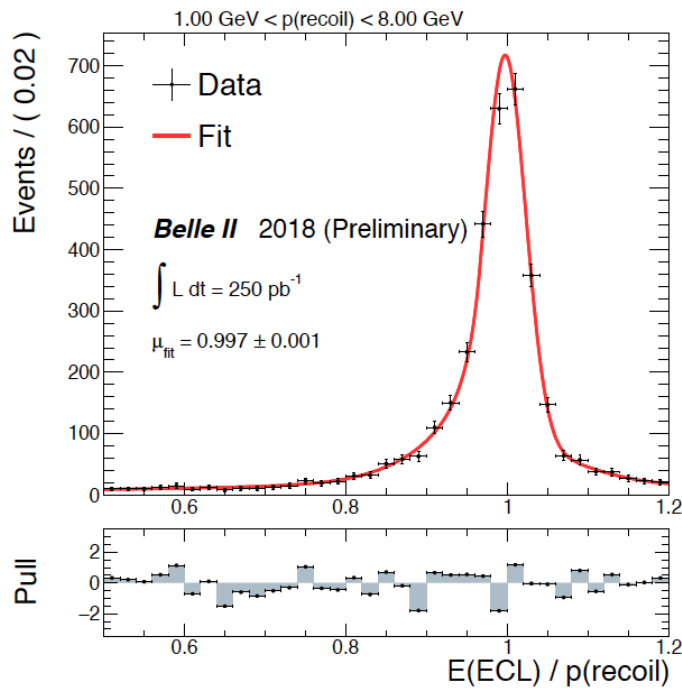 1.00 GeV < p(recoil) < 8.00 GeV
Events / ( 0.02)
700
600
500
400
300
200
100
0
Data
Fit
Belle II 2018 (Preliminary)
∫ L dt = 250 pb⁻¹
μfit = 0.997 ± 0.001
0.6 0.8 1 1.2
Pull
2
0
−2
0.6 0.8 1 1.2
E(ECL) / p(recoil)